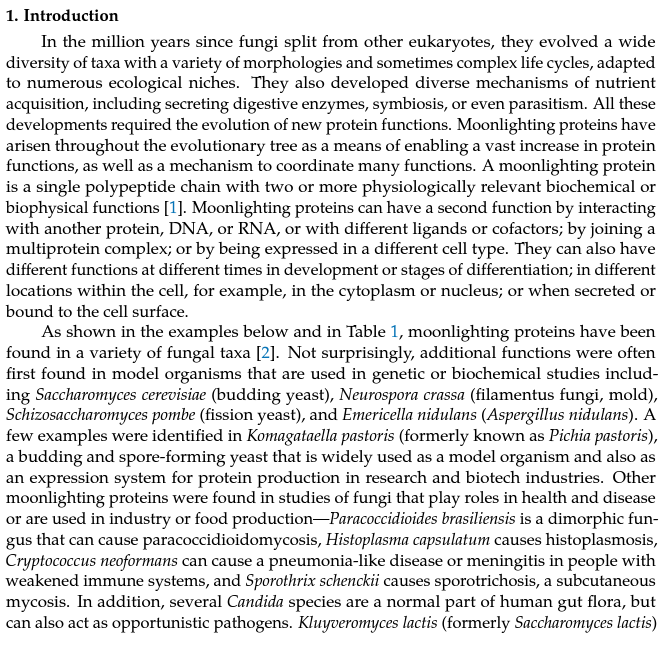 1. Introduction
In the million years since fungi split from other eukaryotes, they evolved a wide
diversity of taxa with a variety of morphologies and sometimes complex life cycles, adapted
to numerous ecological niches. They also developed diverse mechanisms of nutrient
acquisition, including secreting digestive enzymes, symbiosis, or even parasitism. All these
developments required the evolution of new protein functions. Moonlighting proteins have
arisen throughout the evolutionary tree as a means of enabling a vast increase in protein
functions, as well as a mechanism to coordinate many functions. A moonlighting protein
is a single polypeptide chain with two or more physiologically relevant biochemical or
biophysical functions [1]. Moonlighting proteins can have a second function by interacting
with another protein, DNA, or RNA, or with different ligands or cofactors; by joining a
multiprotein complex; or by being expressed in a different cell type. They can also have
different functions at different times in development or stages of differentiation; in different
locations within the cell, for example, in the cytoplasm or nucleus; or when secreted or
bound to the cell surface.
As shown in the examples below and in Table 1, moonlighting proteins have been
found in a variety of fungal taxa [2]. Not surprisingly, additional functions were often
first found in model organisms that are used in genetic or biochemical studies includ-
ing Saccharomyces cerevisiae (budding yeast), Neurospora crassa (filamentus fungi, mold),
Schizosaccharomyces pombe (fission yeast), and Emericella nidulans (Aspergillus nidulans). A
few examples were identified in Komagataella pastoris (formerly known as Pichia pastoris),
a budding and spore-forming yeast that is widely used as a model organism and also as
an expression system for protein production in research and biotech industries. Other
moonlighting proteins were found in studies of fungi that play roles in health and disease
or are used in industry or food production—Paracoccidioides brasiliensis is a dimorphic fun-
gus that can cause paracoccidioidomycosis, Histoplasma capsulatum causes histoplasmosis,
Cryptococcus neoformans can cause a pneumonia-like disease or meningitis in people with
weakened immune systems, and Sporothrix schenckii causes sporotrichosis, a subcutaneous
mycosis. In addition, several Candida species are a normal part of human gut flora, but
can also act as opportunistic pathogens. Kluyveromyces lactis (formerly Saccharomyces lactis)